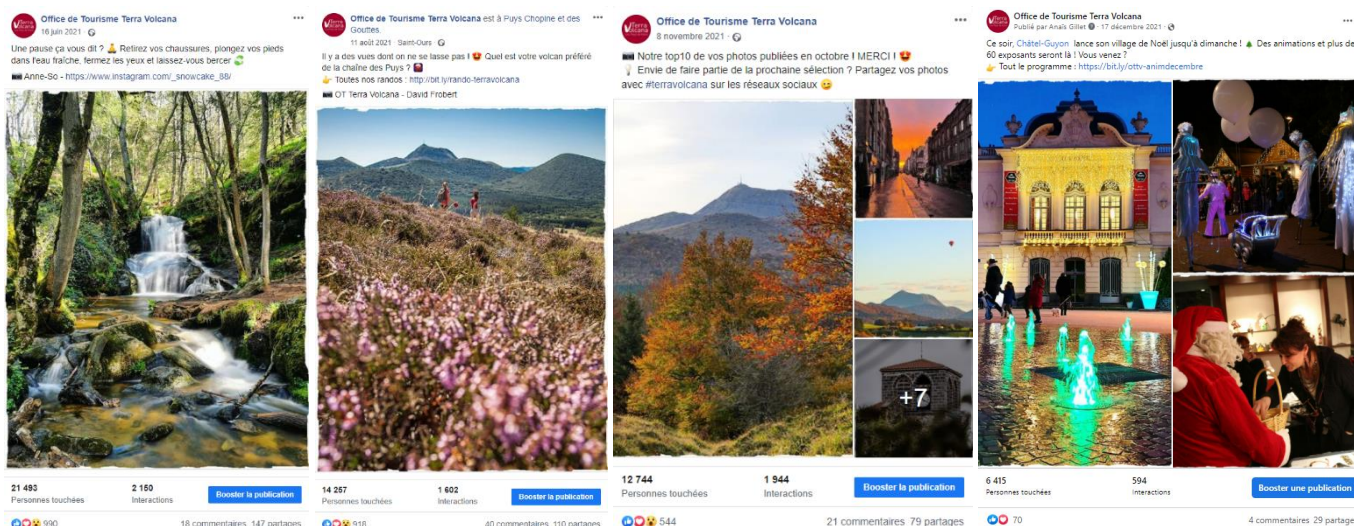 Office de Tourisme Terra Volcana
16 juin 2021 ·
Une pause ça vous dit ? Retirez vos chaussures, plongez vos pieds
dans l'eau fraîche, fermez les yeux et laissez-vous bercer
Anne-So - https://www.instagram.com/_snowcake_88/
21 493
Personnes touchées
2 150
Interactions
Booster la publication
990
18 commentaires 147 partages
Office de Tourisme Terra Volcana est à Puys Chopine et des
Gouttes.
11 août 2021 · Saint-Ours ·
Il y a des vues dont on ne se lasse pas ! Quel est votre volcan préféré
de la chaîne des Puys ?
Toutes nos randos : http://bit.ly/rando-terravolcana
OT Terra Volcana - David Frobert
14 257
Personnes touchées
1 602
Interactions
Booster la publication
918
40 commentaires 110 partages
Office de Tourisme Terra Volcana
8 novembre 2021 ·
Notre top10 de vos photos publiées en octobre ! MERCI !
Envie de faire partie de la prochaine sélection ? Partagez vos photos
avec #terravolcana sur les réseaux sociaux
+7
12 744
Personnes touchées
1 944
Interactions
Booster la publication
544
21 commentaires 79 partages
Office de Tourisme Terra Volcana
Publié par Anaïs Gillet · 17 décembre 2021 ·
Ce soir, Châtel-Guyon lance son village de Noël jusqu'à dimanche ! Des animations et plus de
60 exposants seront là ! Vous venez ?
Tout le programme : https://bit.ly/ottv-animdecembre
6 415
Personnes touchées
594
Interactions
Booster une publication
70
4 commentaires 29 partages